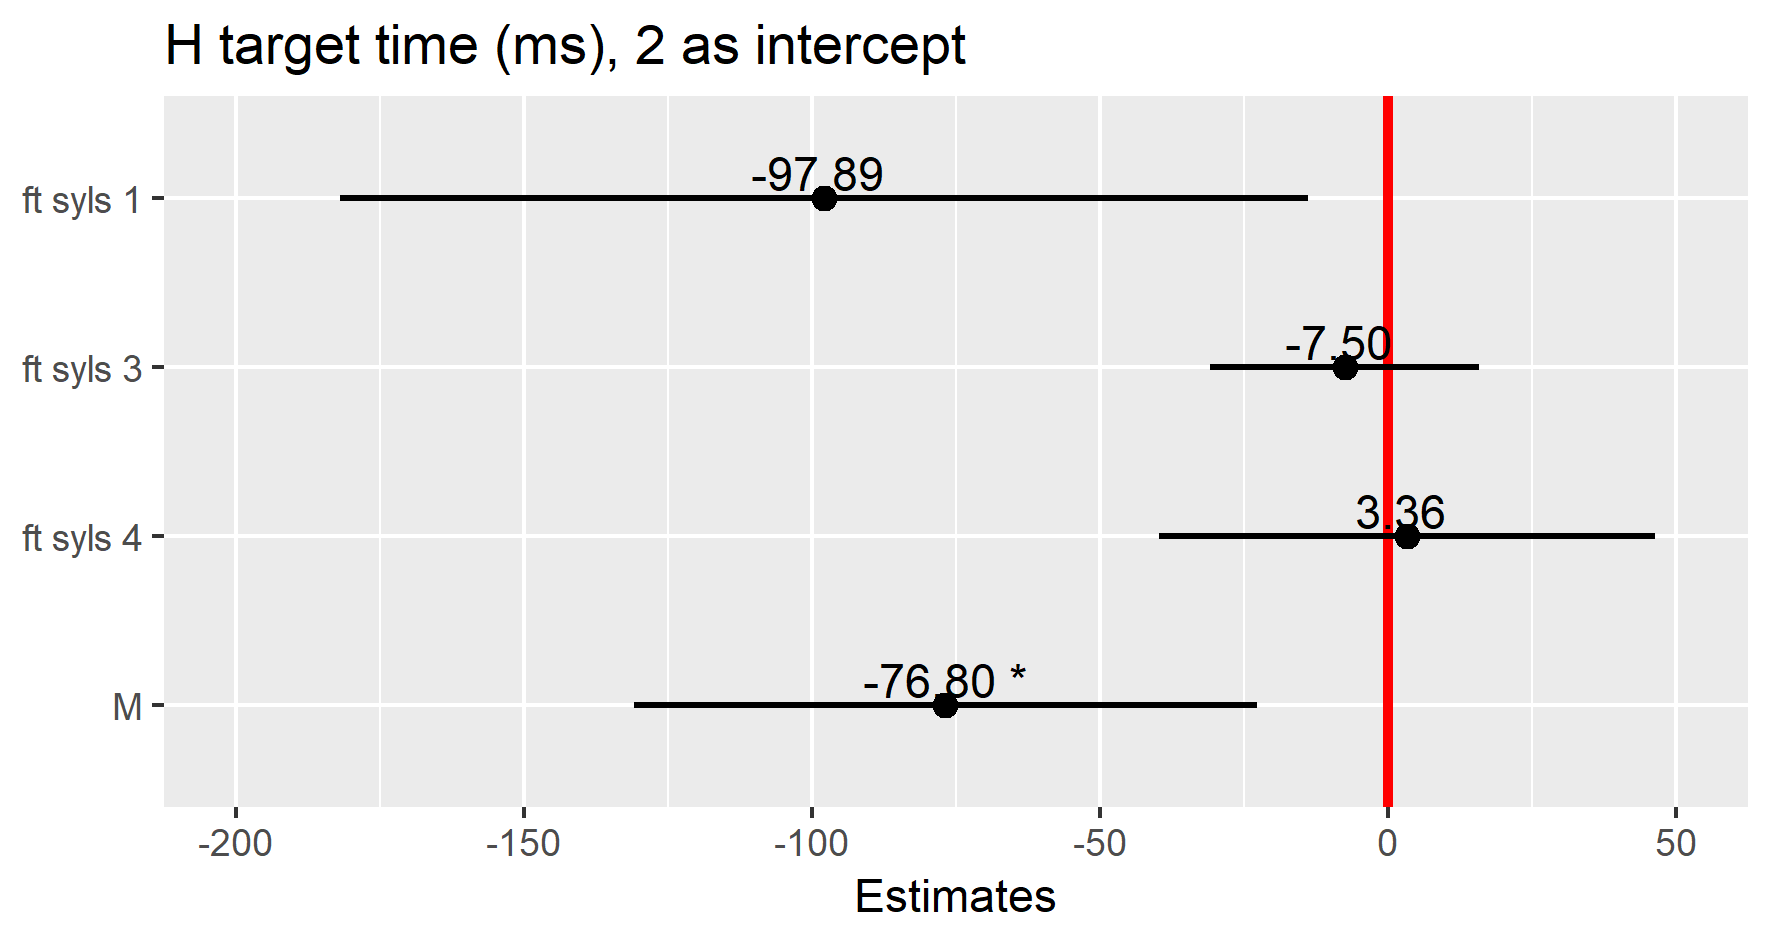 H target time (ms), 2 as intercept
-97.89
ft syls 1
-7.50
ft syls 3
3.36
ft syls 4
-76.80 *
M
-200 -150 -100 -50 0 50
Estimates